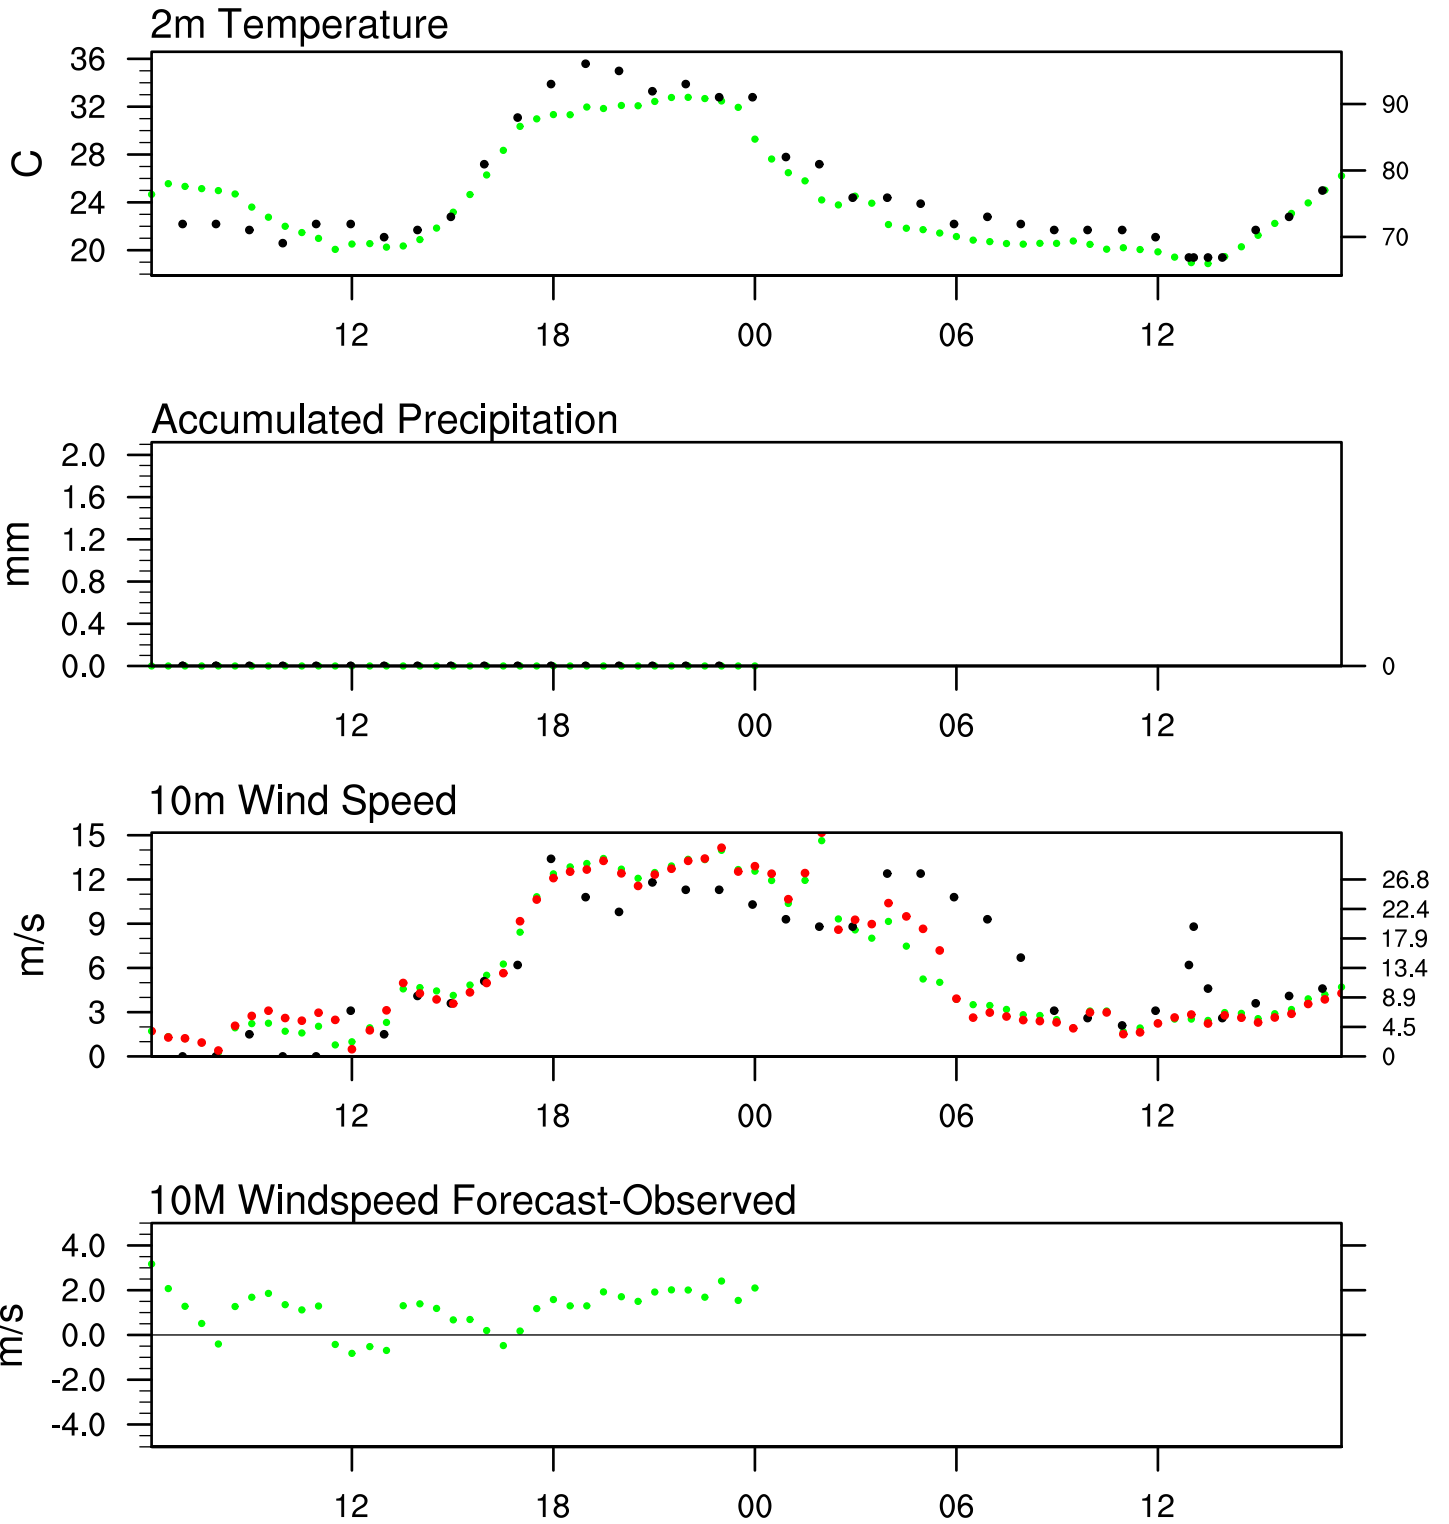 2m Temperature
36
32
28
24
20
C
90
80
70
12 18 00 06 12
Accumulated Precipitation
2.0
1.6
1.2
0.8
0.4
0.0
mm
0
12 18 00 06 12
10m Wind Speed
15
12
9
6
3
0
m/s
26.8
22.4
17.9
13.4
8.9
4.5
0
12 18 00 06 12
10M Windspeed Forecast-Observed
4.0
2.0
0.0
-2.0
-4.0
m/s
12 18 00 06 12